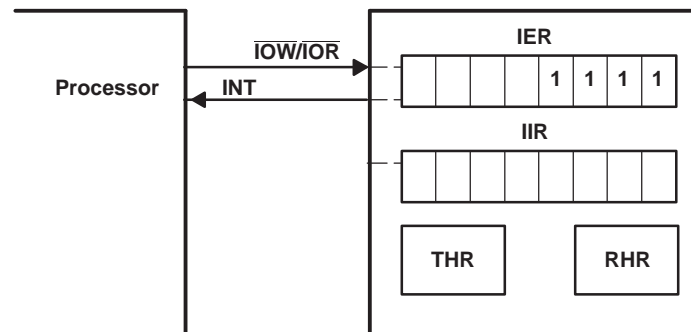 IOW/IOR
IER
Processor
INT
1 1 1 1
IIR
THR
RHR